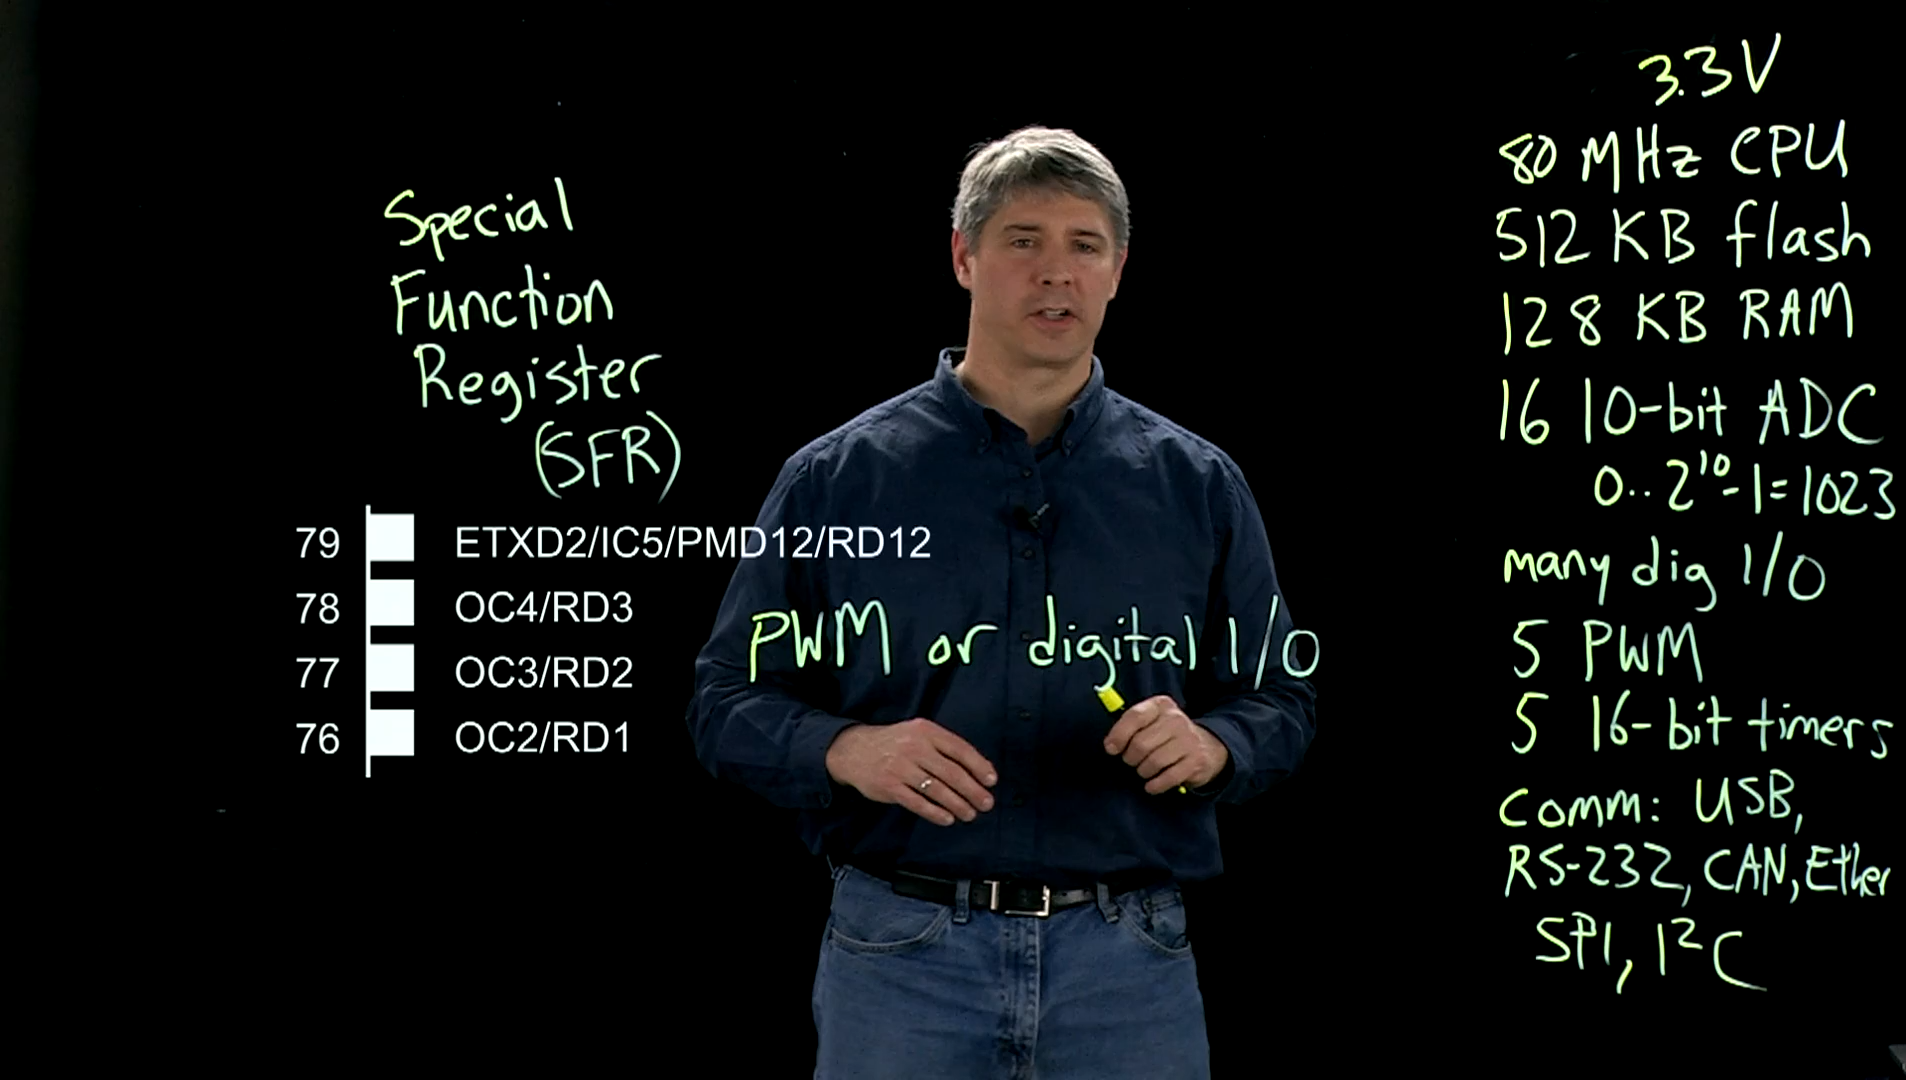 Special
Function
Register
(SFR)
79 ETXD2/IC5/PMD12/RD12
78 OC4/RD3
77 OC3/RD2
76 OC2/RD1
PWM or digital I/O
3.3V
80 MHz CPU
512 KB flash
128 KB RAM
16 10-bit ADC
0..2¹⁰-1=1023
many dig I/O
5 PWM
5 16-bit timers
Comm: USB,
RS-232, CAN, Ether
SPI, I²C